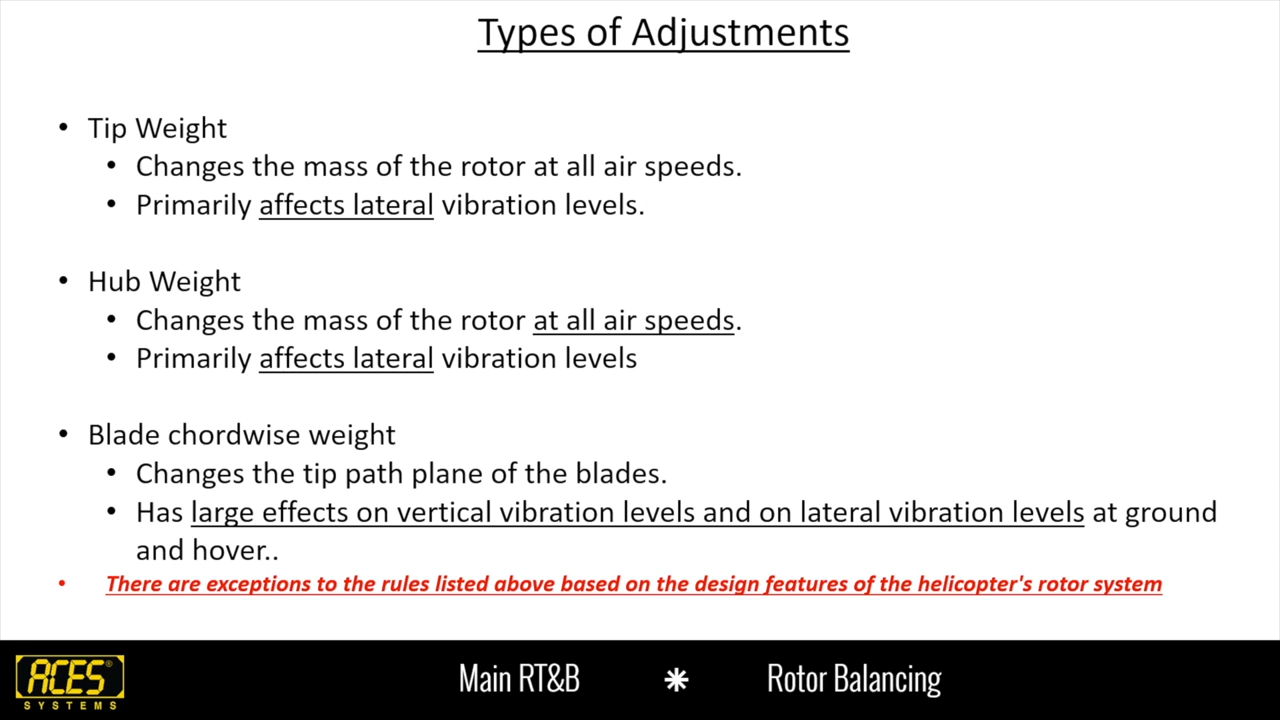 Types of Adjustments
• Tip Weight
• Changes the mass of the rotor at all air speeds.
• Primarily affects lateral vibration levels.
• Hub Weight
• Changes the mass of the rotor at all air speeds.
• Primarily affects lateral vibration levels
• Blade chordwise weight
• Changes the tip path plane of the blades.
• Has large effects on vertical vibration levels and on lateral vibration levels at ground
and hover..
• There are exceptions to the rules listed above based on the design features of the helicopter's rotor system
ACES®
SYSTEMS
Main RT&B
Rotor Balancing